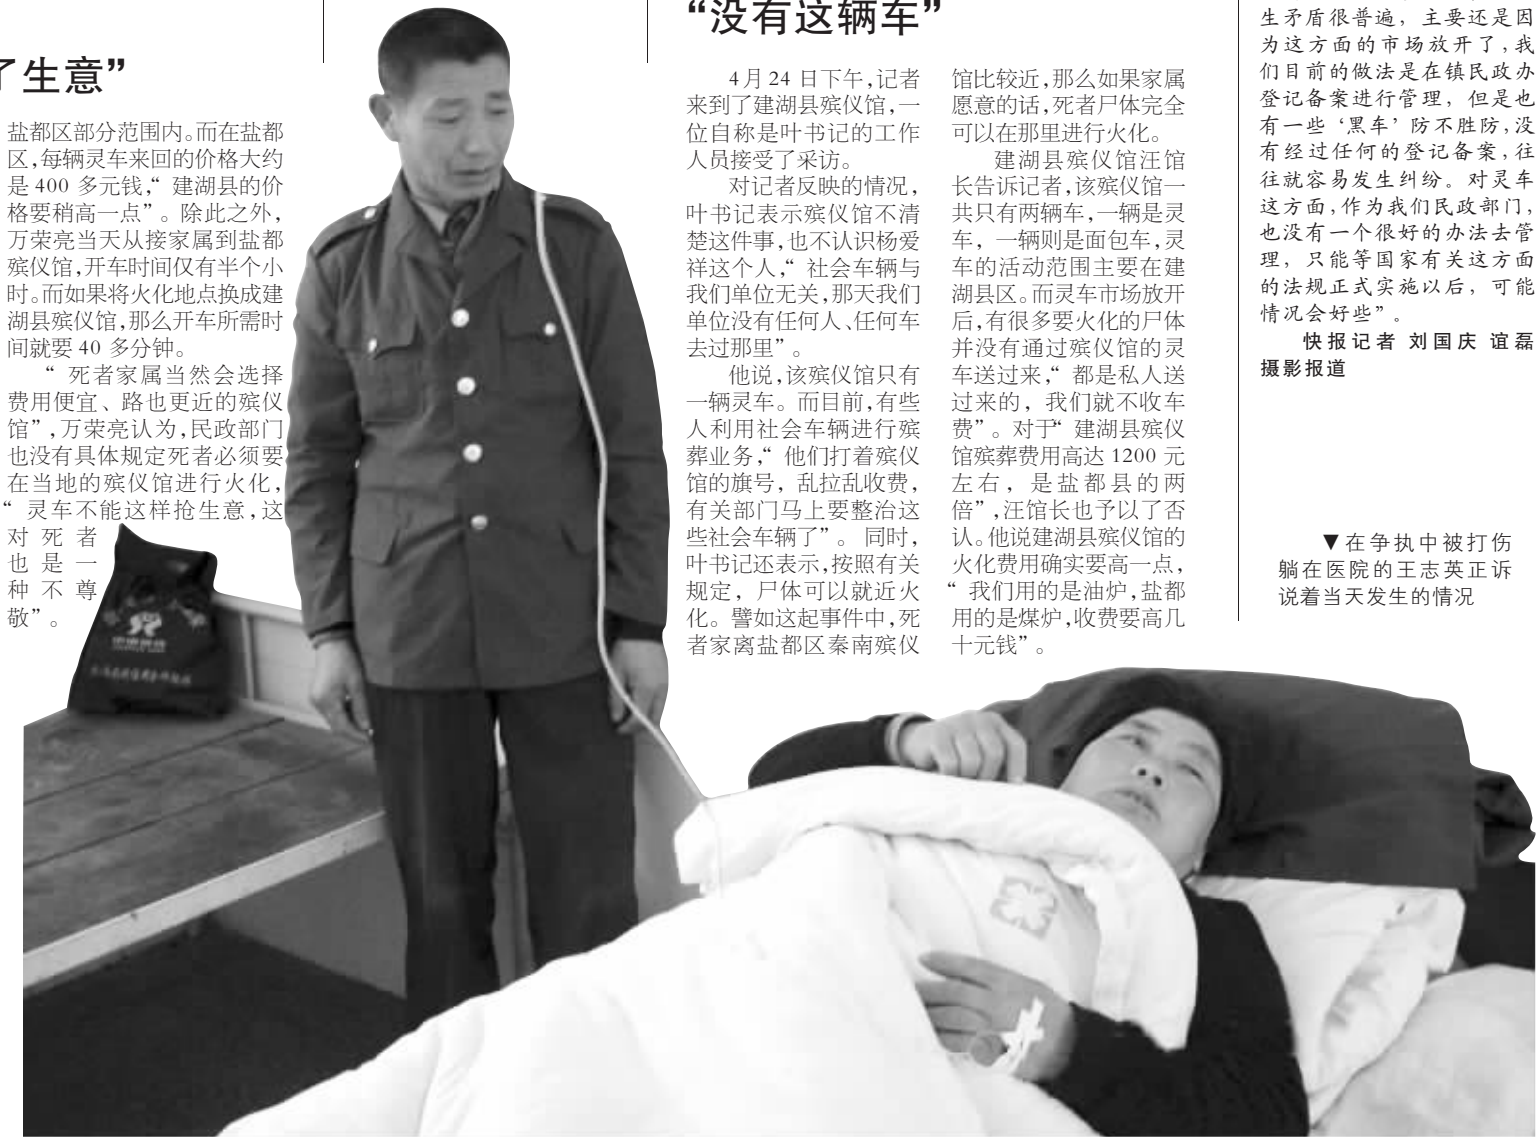 了生意”
盐都区部分范围内。而在盐都
区,每辆灵车来回的价格大约
是 400 多元钱,“ 建湖县的价
格要稍高一点”。除此之外,
万荣亮当天从接家属到盐都
殡仪馆,开车时间仅有半个小
时。而如果将火化地点换成建
湖县殡仪馆,那么开车所需时
间就要 40 多分钟。
“ 死者家属当然会选择
费用便宜、路也更近的殡仪
馆”,万荣亮认为,民政部门
也没有具体规定死者必须要
在当地的殡仪馆进行火化,
“ 灵车不能这样抢生意,这
对死者
也是一
种不尊
敬”。
“没有这辆车”
4 月 24 日下午,记者
来到了建湖县殡仪馆,一
位自称是叶书记的工作
人员接受了采访。
对记者反映的情况,
叶书记表示殡仪馆不清
楚这件事,也不认识杨爱
祥这个人,“ 社会车辆与
我们单位无关,那天我们
单位没有任何人、任何车
去过那里”。
他说,该殡仪馆只有
一辆灵车。而目前,有些
人利用社会车辆进行殡
葬业务,“ 他们打着殡仪
馆的旗号,乱拉乱收费,
有关部门马上要整治这
些社会车辆了”。同时,
叶书记还表示,按照有关
规定,尸体可以就近火
化。譬如这起事件中,死
者家离盐都区秦南殡仪
馆比较近,那么如果家属
愿意的话,死者尸体完全
可以在那里进行火化。
建湖县殡仪馆汪馆
长告诉记者,该殡仪馆一
共只有两辆车,一辆是灵
车,一辆则是面包车,灵
车的活动范围主要在建
湖县区。而灵车市场放开
后,有很多要火化的尸体
并没有通过殡仪馆的灵
车送过来,“ 都是私人送
过来的,我们就不收车
费”。对于“ 建湖县殡仪
馆殡葬费用高达 1200 元
左右,是盐都县的两
倍”,汪馆长也予以了否
认。他说建湖县殡仪馆的
火化费用确实要高一点,
“ 我们用的是油炉,盐都
用的是煤炉,收费要高几
十元钱”。
生矛盾很普遍,主要还是因
为这方面的市场放开了,我
们目前的做法是在镇民政办
登记备案进行管理,但是也
有一些‘黑车’防不胜防,没
有经过任何的登记备案,往
往就容易发生纠纷。对灵车
这方面,作为我们民政部门,
也没有一个很好的办法去管
理,只能等国家有关这方面
的法规正式实施以后,可能
情况会好些”。
快报记者 刘国庆 谊磊
摄影报道
▼在争执中被打伤
躺在医院的王志英正诉
说着当天发生的情况